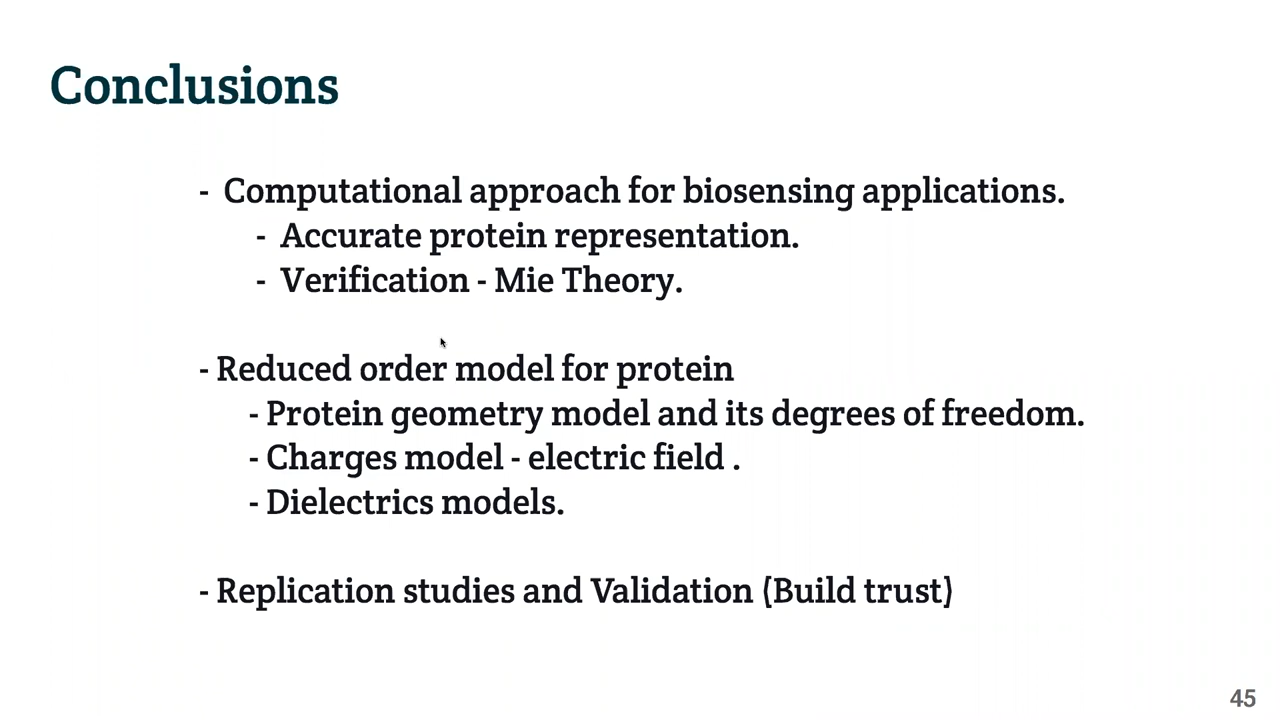 Conclusions
- Computational approach for biosensing applications.
- Accurate protein representation.
- Verification - Mie Theory.
- Reduced order model for protein
- Protein geometry model and its degrees of freedom.
- Charges model - electric field .
- Dielectrics models.
- Replication studies and Validation (Build trust)
45